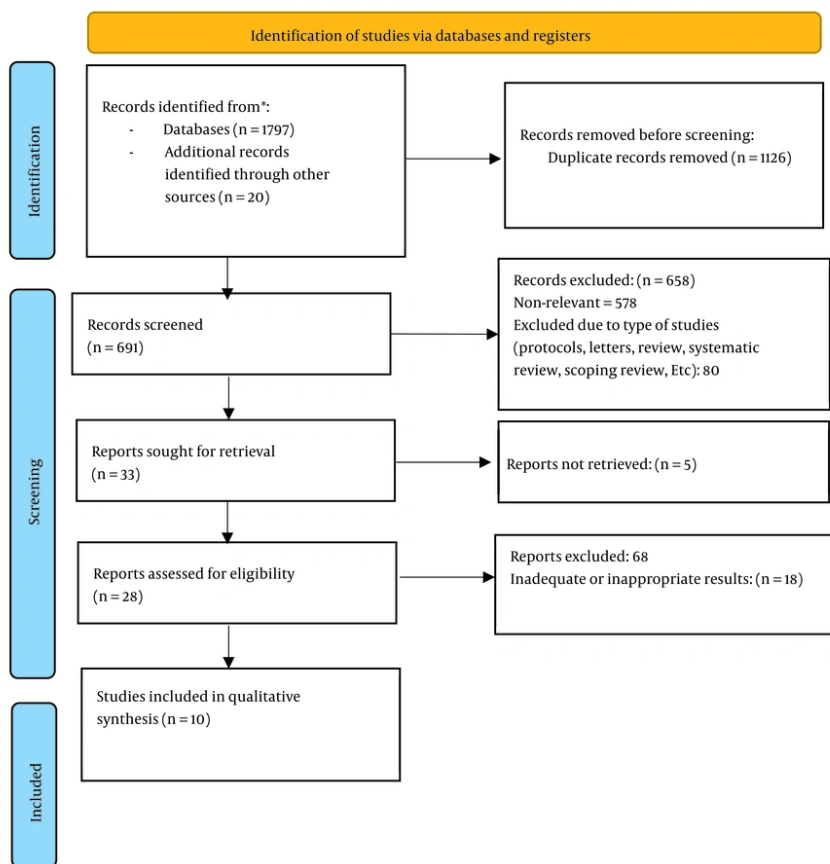 Identification of studies via databases and registers
Identification
Records identified from*:
- Databases (n = 1797)
- Additional records
identified through other
sources (n = 20)
Records removed before screening:
Duplicate records removed (n = 1126)
Screening
Records screened
(n = 691)
Records excluded: (n = 658)
Non-relevant = 578
Excluded due to type of studies
(protocols, letters, review, systematic
review, scoping review, Etc): 80
Reports sought for retrieval
(n = 33)
Reports not retrieved: (n = 5)
Reports assessed for eligibility
(n = 28)
Reports excluded: 68
Inadequate or inappropriate results: (n = 18)
Included
Studies included in qualitative
synthesis (n = 10)